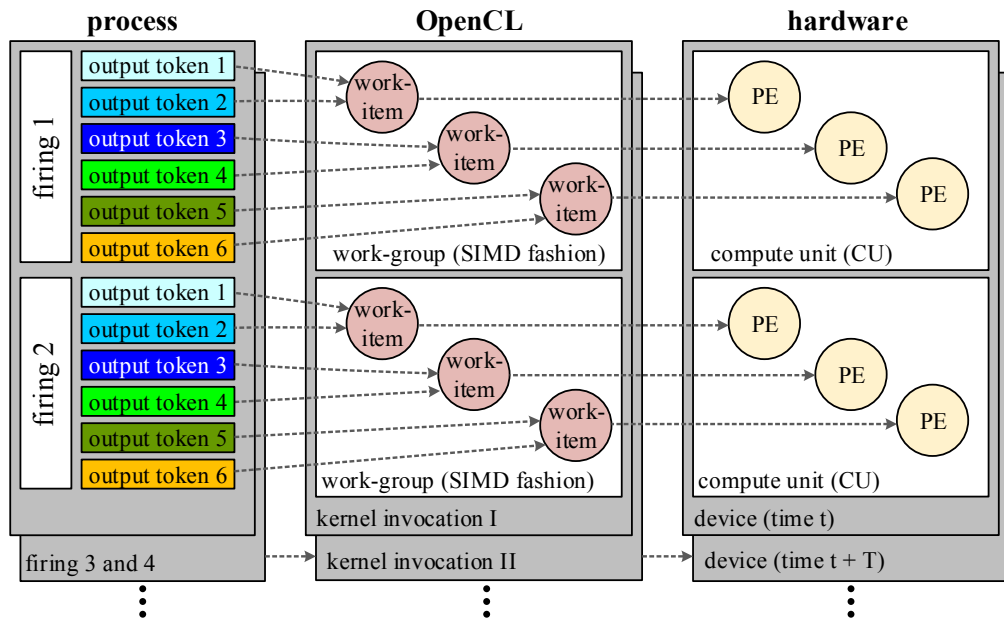 process
OpenCL
hardware
firing 1
output token 1
output token 2
output token 3
output token 4
output token 5
output token 6
work-
item
work-
item
work-
item
work-group (SIMD fashion)
PE
PE
PE
compute unit (CU)
firing 2
output token 1
output token 2
output token 3
output token 4
output token 5
output token 6
work-
item
work-
item
work-
item
work-group (SIMD fashion)
PE
PE
PE
compute unit (CU)
kernel invocation I
device (time t)
firing 3 and 4
kernel invocation II
device (time t + T)